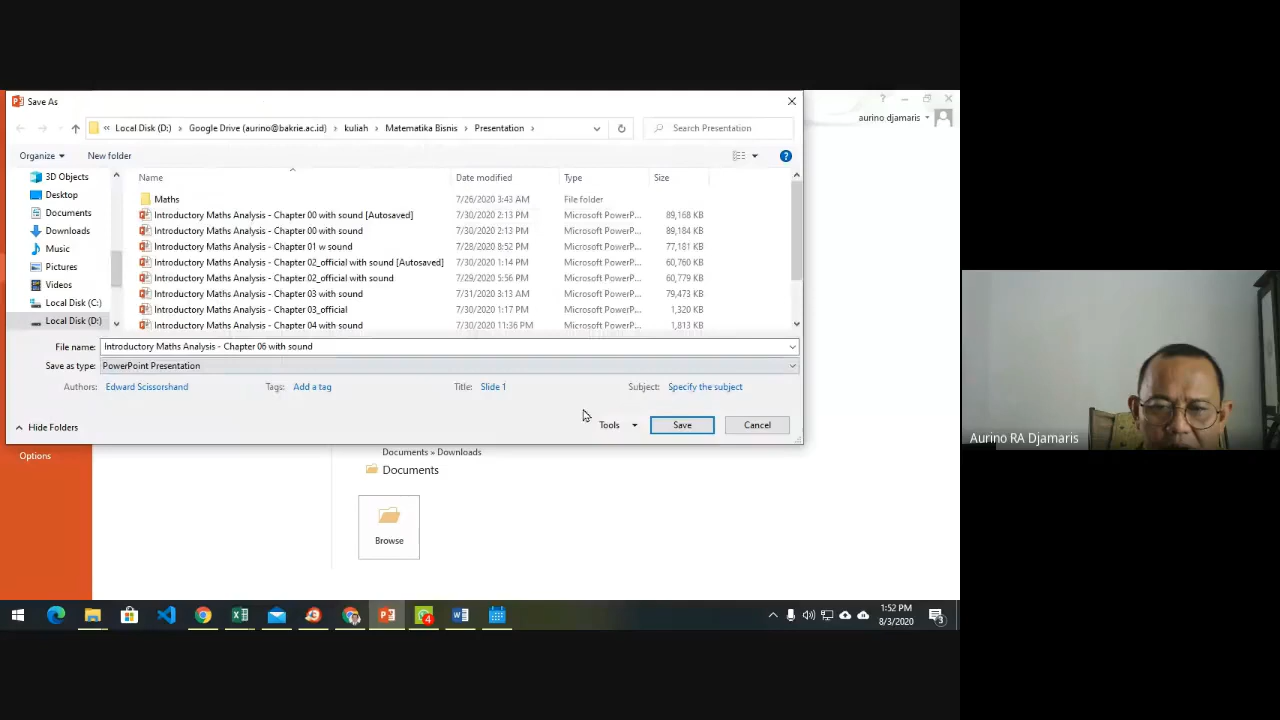 Save As
« Local Disk (D:) › Google Drive (aurino@bakrie.ac.id) › kuliah › Matematika Bisnis › Presentation ›
Search Presentation
aurino djamaris
Organize
New folder
Name
Date modified
Type
Size
3D Objects
Desktop
Documents
Downloads
Music
Pictures
Videos
Local Disk (C:)
Local Disk (D:)
Maths 7/26/2020 3:43 AM File folder
Introductory Maths Analysis - Chapter 00 with sound [Autosaved] 7/30/2020 2:13 PM Microsoft PowerP... 89,168 KB
Introductory Maths Analysis - Chapter 00 with sound 7/30/2020 2:13 PM Microsoft PowerP... 89,184 KB
Introductory Maths Analysis - Chapter 01 w sound 7/28/2020 8:52 PM Microsoft PowerP... 77,181 KB
Introductory Maths Analysis - Chapter 02_official with sound [Autosaved] 7/30/2020 1:14 PM Microsoft PowerP... 60,760 KB
Introductory Maths Analysis - Chapter 02_official with sound 7/29/2020 5:56 PM Microsoft PowerP... 60,779 KB
Introductory Maths Analysis - Chapter 03 with sound 7/31/2020 3:13 AM Microsoft PowerP... 79,473 KB
Introductory Maths Analysis - Chapter 03_official 7/30/2020 1:17 PM Microsoft PowerP... 1,320 KB
Introductory Maths Analysis - Chapter 04 with sound 7/30/2020 11:36 PM Microsoft PowerP... 1,813 KB
File name: Introductory Maths Analysis - Chapter 06 with sound
Save as type: PowerPoint Presentation
Authors: Edward Scissorshand Tags: Add a tag Title: Slide 1 Subject: Specify the subject
Hide Folders
Tools
Save
Cancel
Options
Documents » Downloads
Documents
Browse
Aurino RA Djamaris
4
1:52 PM
8/3/2020
3